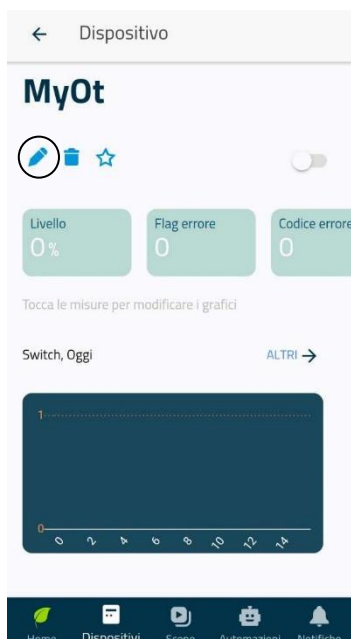 Dispositivo
MyOt
Livello Flag errore Codice errore
0 % 0 0
Tocca le misure per modificare i grafici
Switch, Oggi ALTRI
1
0
0 2 4 6 8 10 12 14
Home Dispositivi Scene Automazioni Notifiche